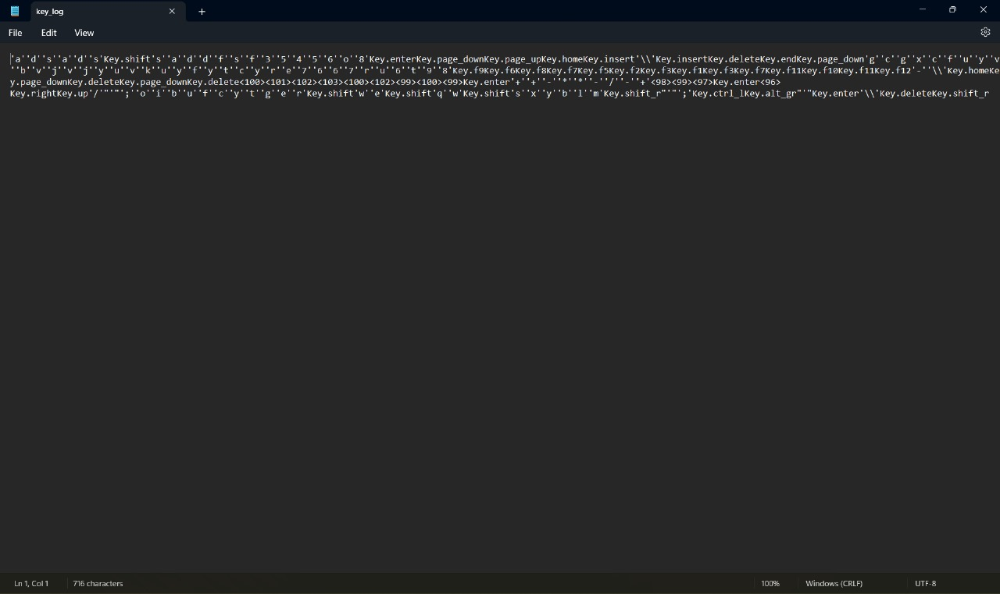 key_log
File Edit View
'a''d''s''a''d''s'Key.shift's''a''d''d''f''s''f''3''5''4''5''6''o''8'Key.enterKey.page_downKey.page_upKey.homeKey.insert'\\'Key.insertKey.deleteKey.endKey.page_down'g''c''g''x''c''f''u''y''v
''b''v''j''v''j''y''u''v''k''u''y''f''y''t''c''y''r''e''7''6''6''7''r''u''6''t''9''8'Key.f9Key.f6Key.f8Key.f7Key.f5Key.f2Key.f3Key.f1Key.f3Key.f7Key.f11Key.f10Key.f11Key.f12'-''\\'Key.homeKe
y.page_downKey.deleteKey.page_downKey.delete<100><101><102><103><100><102><99><100><99>Key.enter'+''+''-''*''*''-''/''-''+'<98><99><97>Key.enter<96>
Key.rightKey.up'/'"'"';''o''i''b''u''f''c''y''t''g''e''r'Key.shift'w''e'Key.shift'q''w'Key.shift's''x''y''b''l''m'Key.shift_r"'"';'Key.ctrl_lKey.alt_gr"'"Key.enter'\\'Key.deleteKey.shift_r
Ln 1, Col 1 716 characters 100% Windows (CRLF) UTF-8